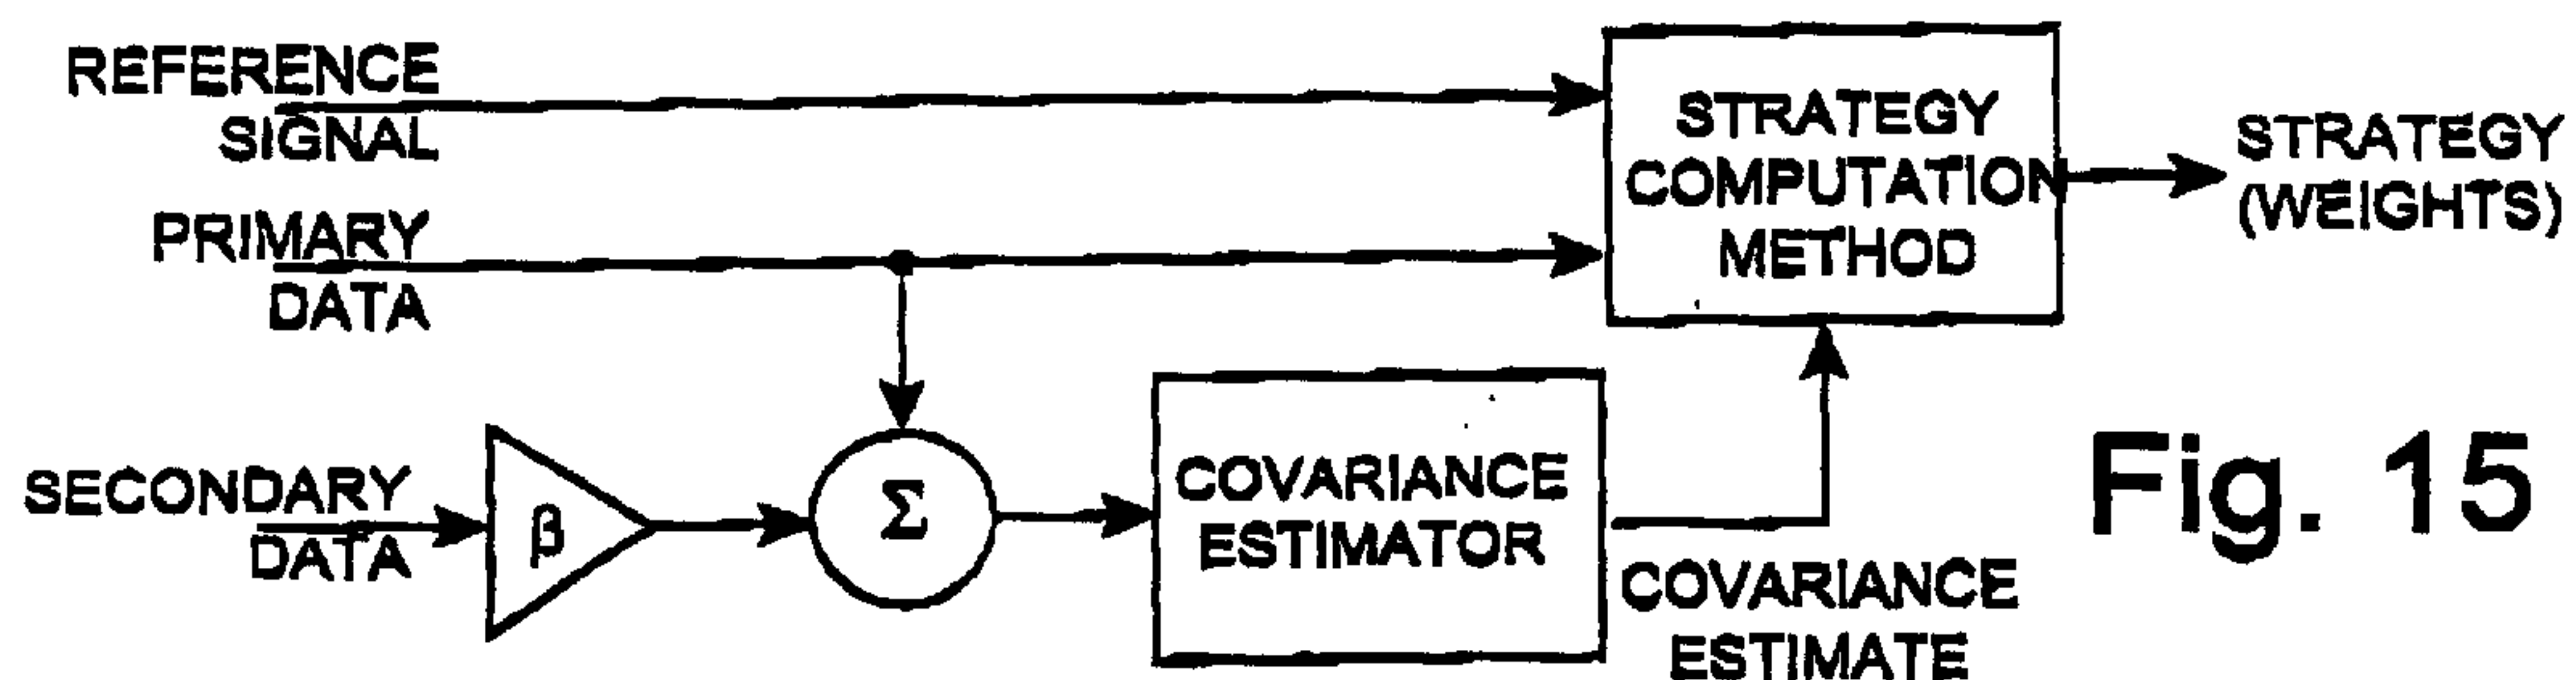 REFERENCE
SIGNAL
PRIMARY
DATA
SECONDARY
DATA
β
Σ
COVARIANCE
ESTIMATOR
COVARIANCE
ESTIMATE
STRATEGY
COMPUTATION
METHOD
STRATEGY
(WEIGHTS)
Fig. 15